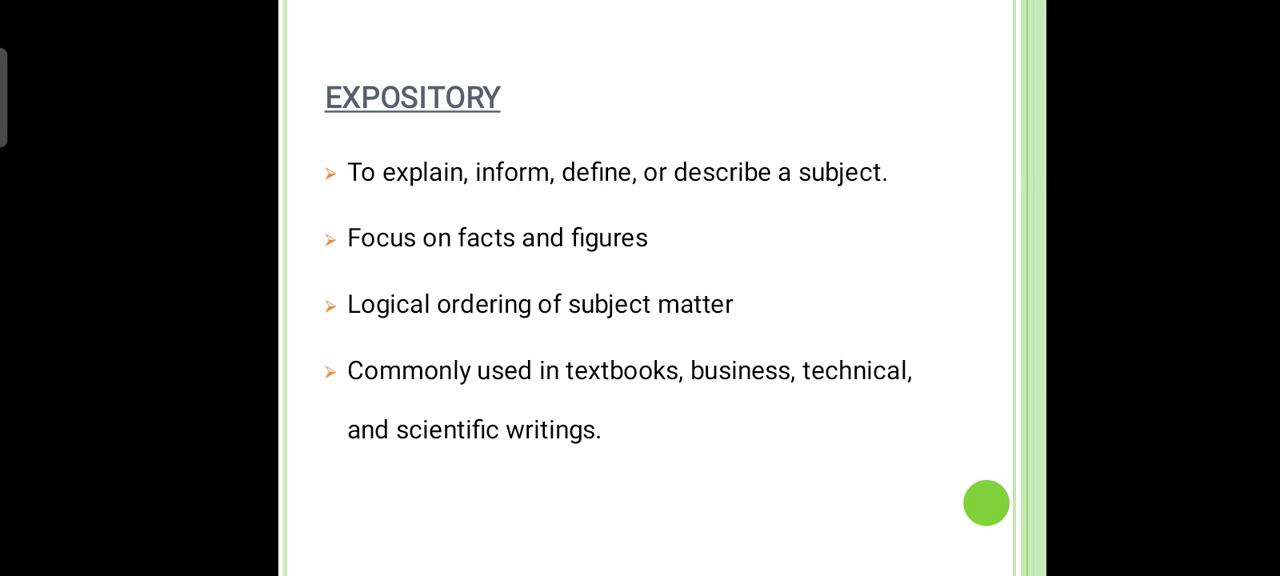 EXPOSITORY
To explain, inform, define, or describe a subject.
Focus on facts and figures
Logical ordering of subject matter
Commonly used in textbooks, business, technical,
and scientific writings.